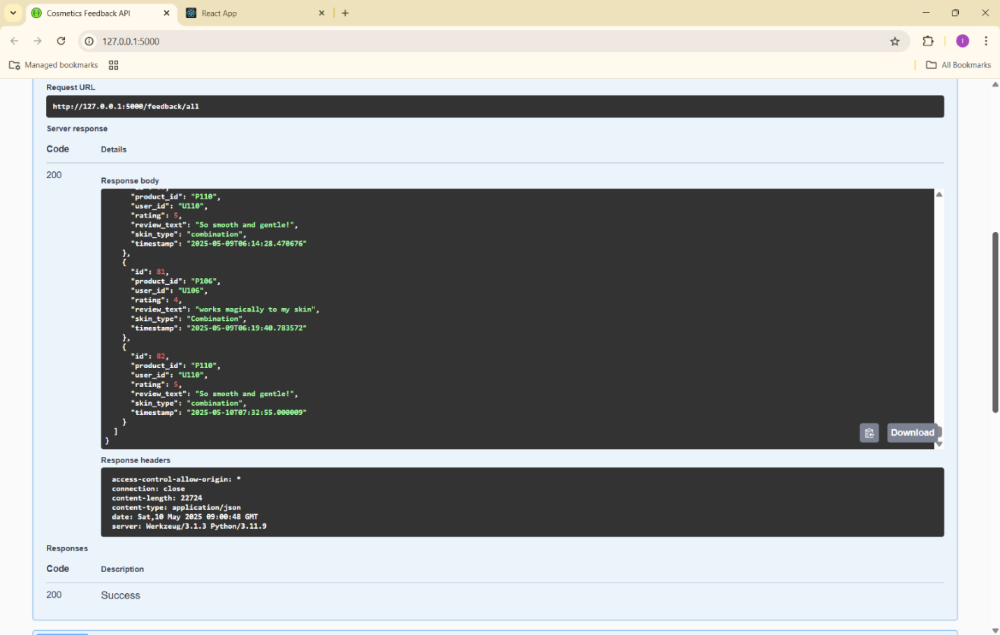 Cosmetics Feedback API
React App
127.0.0.1:5000
Managed bookmarks
All Bookmarks
Request URL
http://127.0.0.1:5000/feedback/all
Server response
Code Details
200
Response body
"product_id": "P110",
"user_id": "U110",
"rating": 5,
"review_text": "So smooth and gentle!",
"skin_type": "combination",
"timestamp": "2025-05-09T06:14:28.470676"
},
{
"id": 81,
"product_id": "P106",
"user_id": "U106",
"rating": 4,
"review_text": "works magically to my skin",
"skin_type": "Combination",
"timestamp": "2025-05-09T06:19:40.783572"
},
{
"id": 82,
"product_id": "P110",
"user_id": "U110",
"rating": 5,
"review_text": "So smooth and gentle!",
"skin_type": "combination",
"timestamp": "2025-05-10T07:32:55.000009"
}
]
}
Download
Response headers
access-control-allow-origin: *
connection: close
content-length: 22724
content-type: application/json
date: Sat,10 May 2025 09:00:48 GMT
server: Werkzeug/3.1.3 Python/3.11.9
Responses
Code Description
200 Success